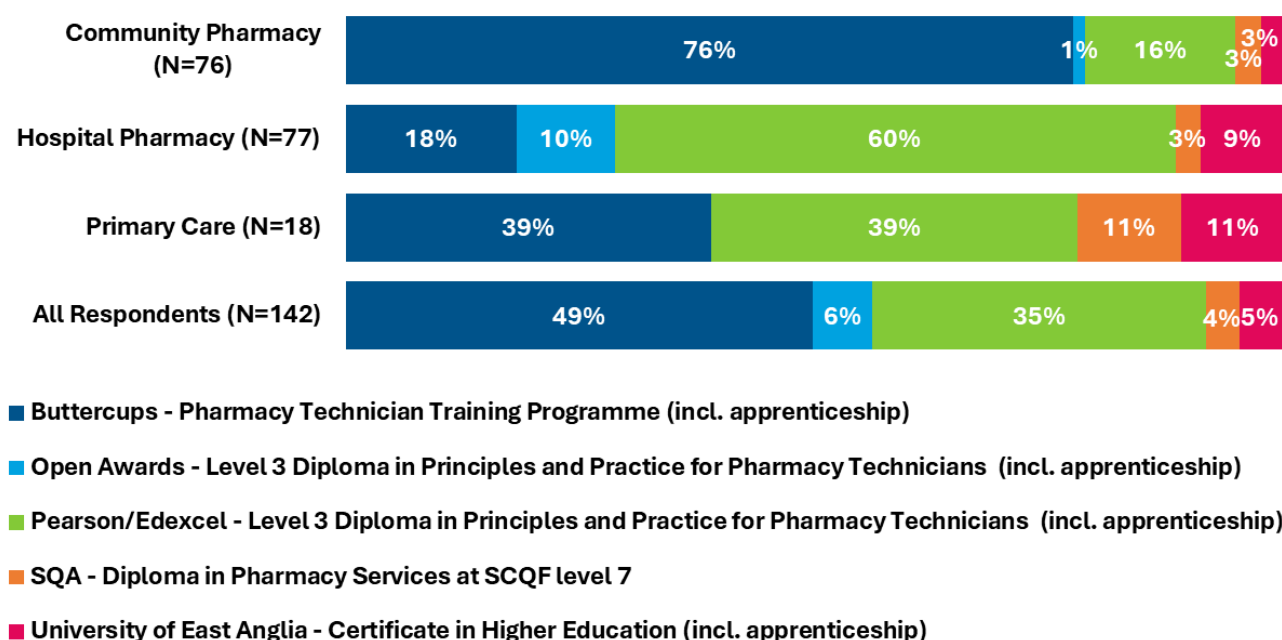 Community Pharmacy
(N=76)
76%
1%
16%
3%
3%
Hospital Pharmacy (N=77)
18%
10%
60%
3%
9%
Primary Care (N=18)
39%
39%
11%
11%
All Respondents (N=142)
49%
6%
35%
4%
5%
Buttercups - Pharmacy Technician Training Programme (incl. apprenticeship)
Open Awards - Level 3 Diploma in Principles and Practice for Pharmacy Technicians (incl. apprenticeship)
Pearson/Edexcel - Level 3 Diploma in Principles and Practice for Pharmacy Technicians (incl. apprenticeship)
SQA - Diploma in Pharmacy Services at SCQF level 7
University of East Anglia - Certificate in Higher Education (incl. apprenticeship)